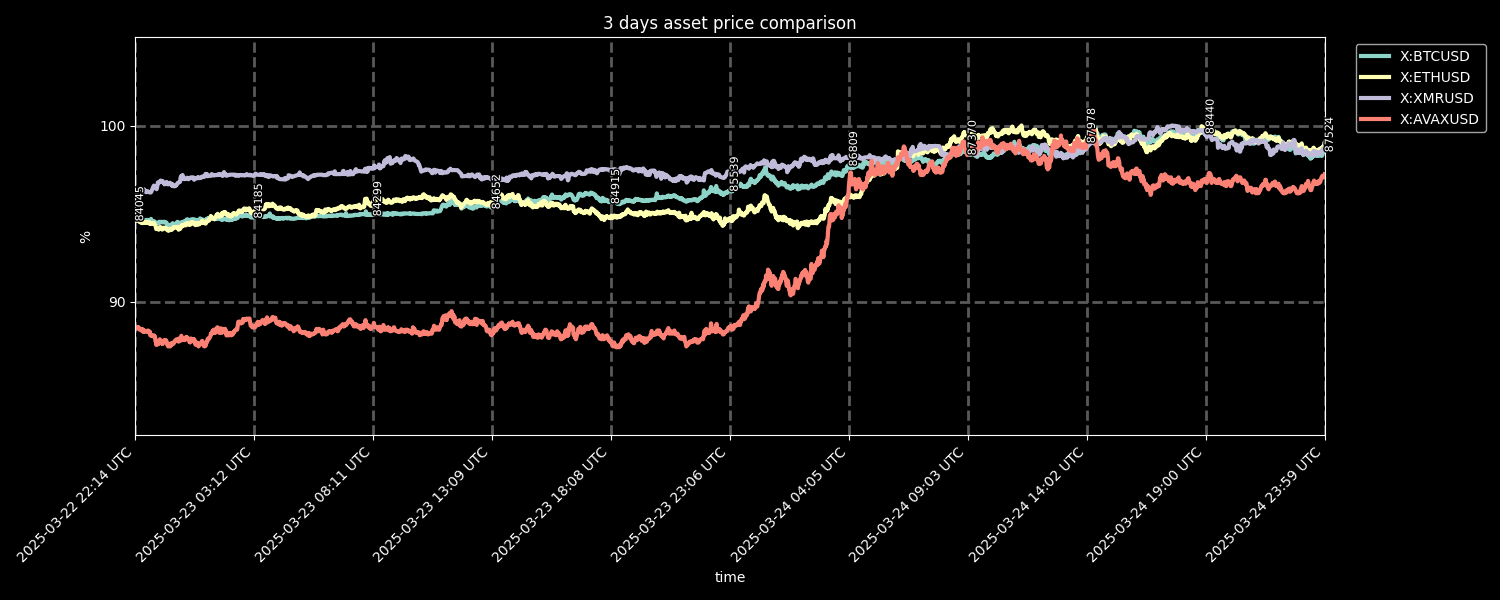 3 days asset price comparison
X:BTCUSD
X:ETHUSD
X:XMRUSD
X:AVAXUSD
100
90
%
84045
84185
84299
84652
84915
85539
86809
87370
87978
88440
87524
2025-03-22 22:14 UTC
2025-03-23 03:12 UTC
2025-03-23 08:11 UTC
2025-03-23 13:09 UTC
2025-03-23 18:08 UTC
2025-03-23 23:06 UTC
2025-03-24 04:05 UTC
2025-03-24 09:03 UTC
2025-03-24 14:02 UTC
2025-03-24 19:00 UTC
2025-03-24 23:59 UTC
time